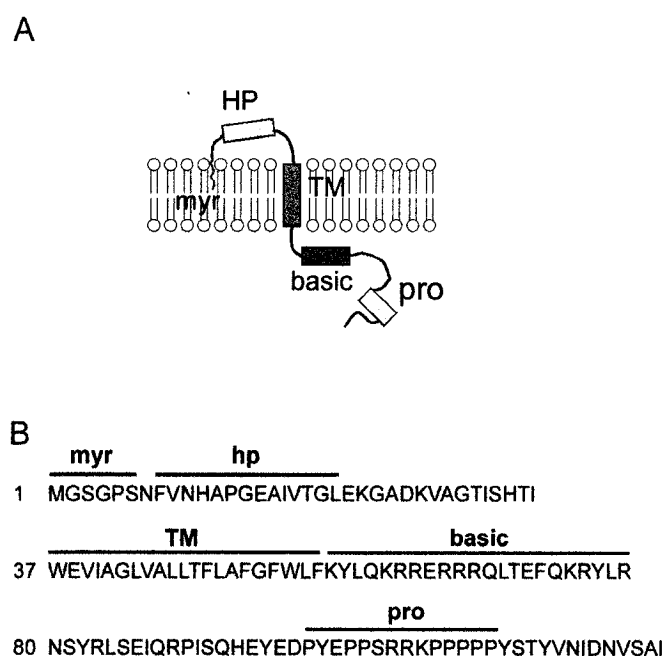 A
HP
TM
myr
basic
pro
B
myr hp
1 MGSGPSNFVNHAPGEAIVTGLEKGADKVAGTISHTI
TM basic
37 WEVIAGLVALLTFLAFGFWLFKYLQKRRERRRQLTEFQKRYLR
pro
80 NSYRLSEIQRPISQHEYEDPYEPPSRRKPPPPPYSTYVNIDNVSAI